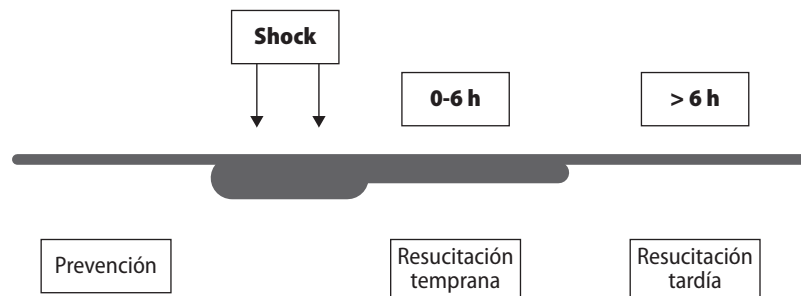 Shock
0-6 h
> 6 h
Prevención
Resucitación
temprana
Resucitación
tardía